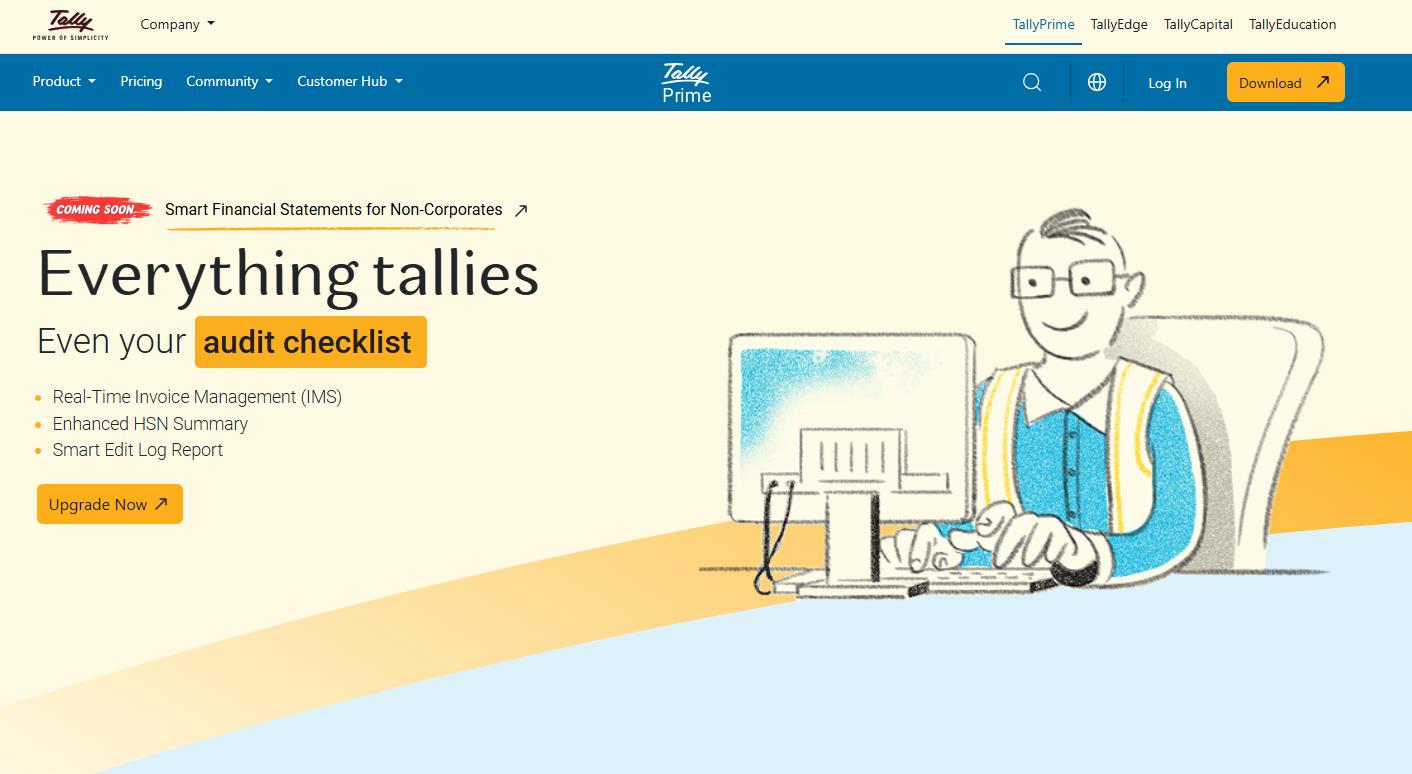 Tally
POWER OF SIMPLICITY
Company
TallyPrime TallyEdge TallyCapital TallyEducation
Product Pricing Community Customer Hub
Tally
Prime
Log In
Download
COMING SOON Smart Financial Statements for Non-Corporates
Everything tallies
Even your audit checklist
Real-Time Invoice Management (IMS)
Enhanced HSN Summary
Smart Edit Log Report
Upgrade Now